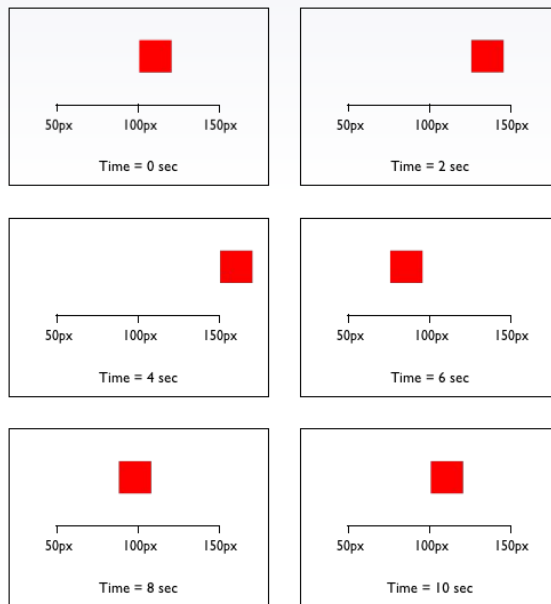 50px 100px 150px
Time = 0 sec
50px 100px 150px
Time = 2 sec
50px 100px 150px
Time = 4 sec
50px 100px 150px
Time = 6 sec
50px 100px 150px
Time = 8 sec
50px 100px 150px
Time = 10 sec